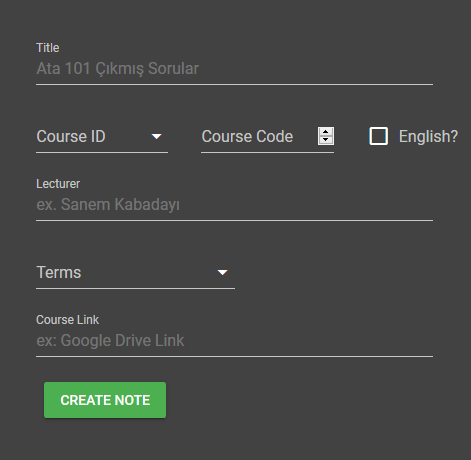 Title
Ata 101 Çıkmış Sorular
Course ID Course Code English?
Lecturer
ex. Sanem Kabadayı
Terms
Course Link
ex: Google Drive Link
CREATE NOTE